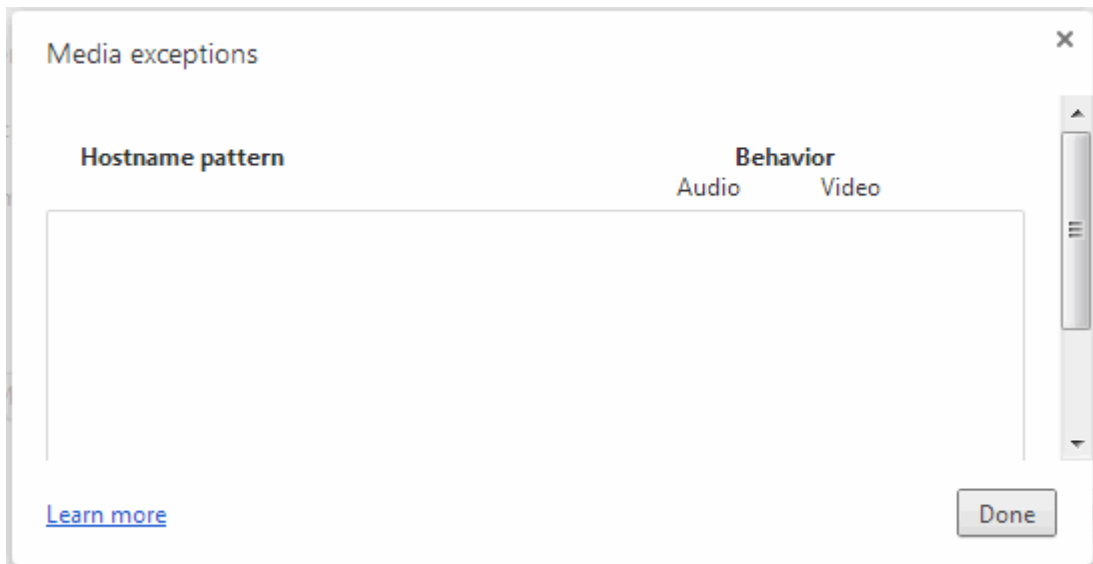 Media exceptions
Hostname pattern
Behavior
Audio Video
Learn more
Done